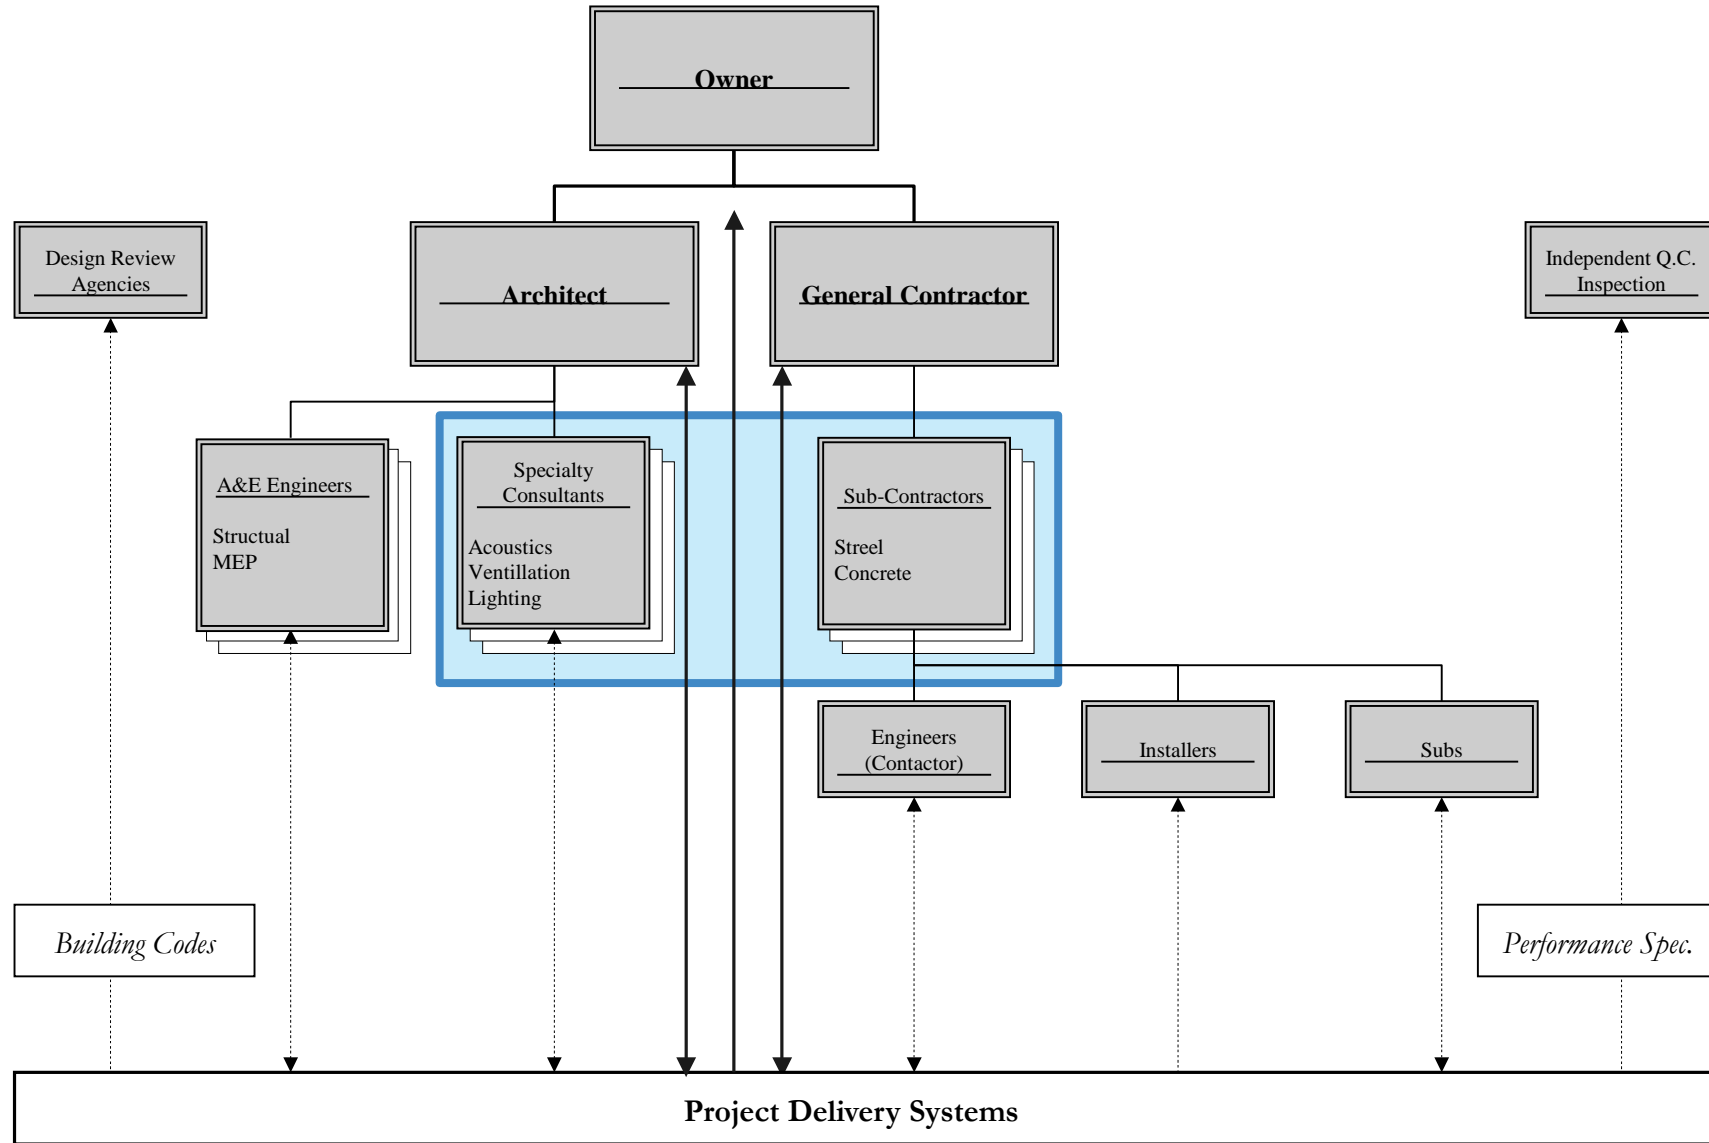 Owner
Design Review
Agencies
Architect
General Contractor
Independent Q.C.
Inspection
A&E Engineers
Structual
MEP
Specialty
Consultants
Acoustics
Ventillation
Lighting
Sub-Contractors
Streel
Concrete
Engineers
(Contactor)
Installers
Subs
Building Codes
Performance Spec.
Project Delivery Systems